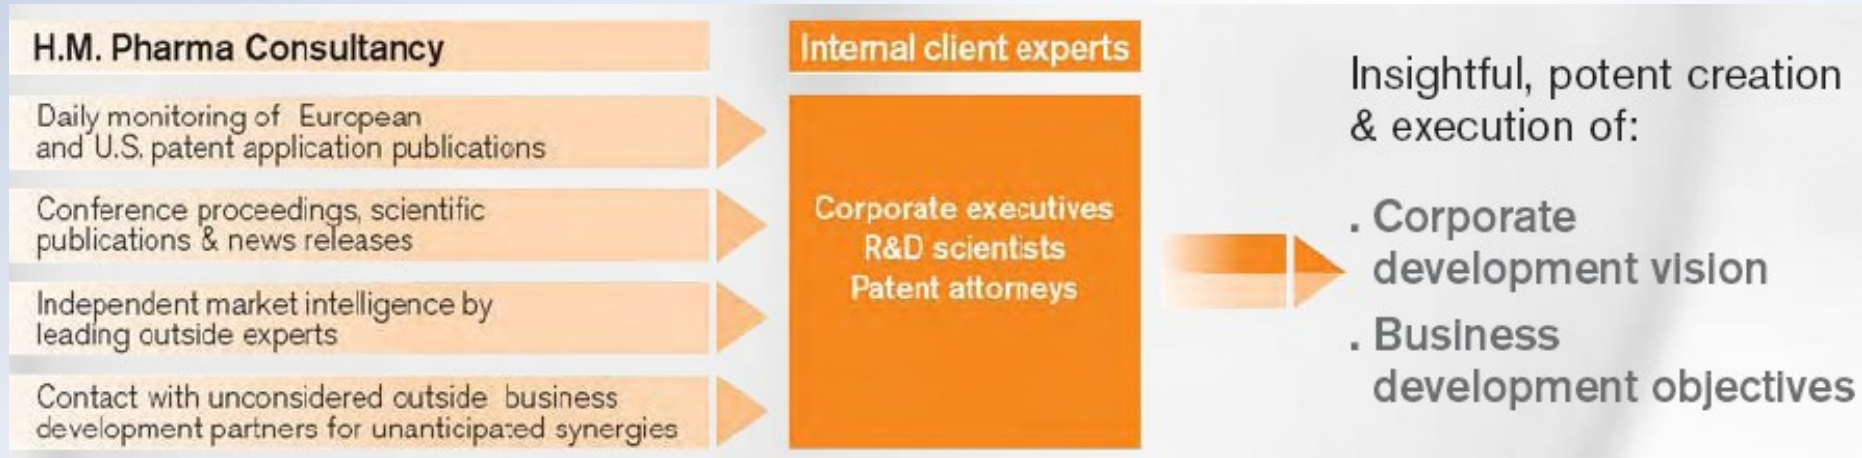 H.M. Pharma Consultancy
Daily monitoring of European
and U.S. patent application publications
Conference proceedings, scientific
publications & news releases
Independent market intelligence by
leading outside experts
Contact with unconsidered outside business
development partners for unanticipated synergies
Internal client experts
Corporate executives
R&D scientists
Patent attorneys
Insightful, potent creation
& execution of:
. Corporate
development vision
. Business
development objectives